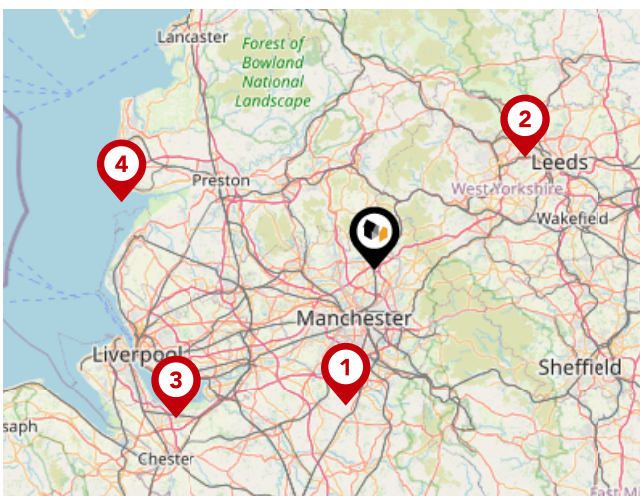 Lancaster
Forest of
Bowland
National
Landscape
2
Leeds
4
Preston
West Yorkshire
Wakefield
Manchester
Liverpool
1
Sheffield
3
saph
Chester
East M